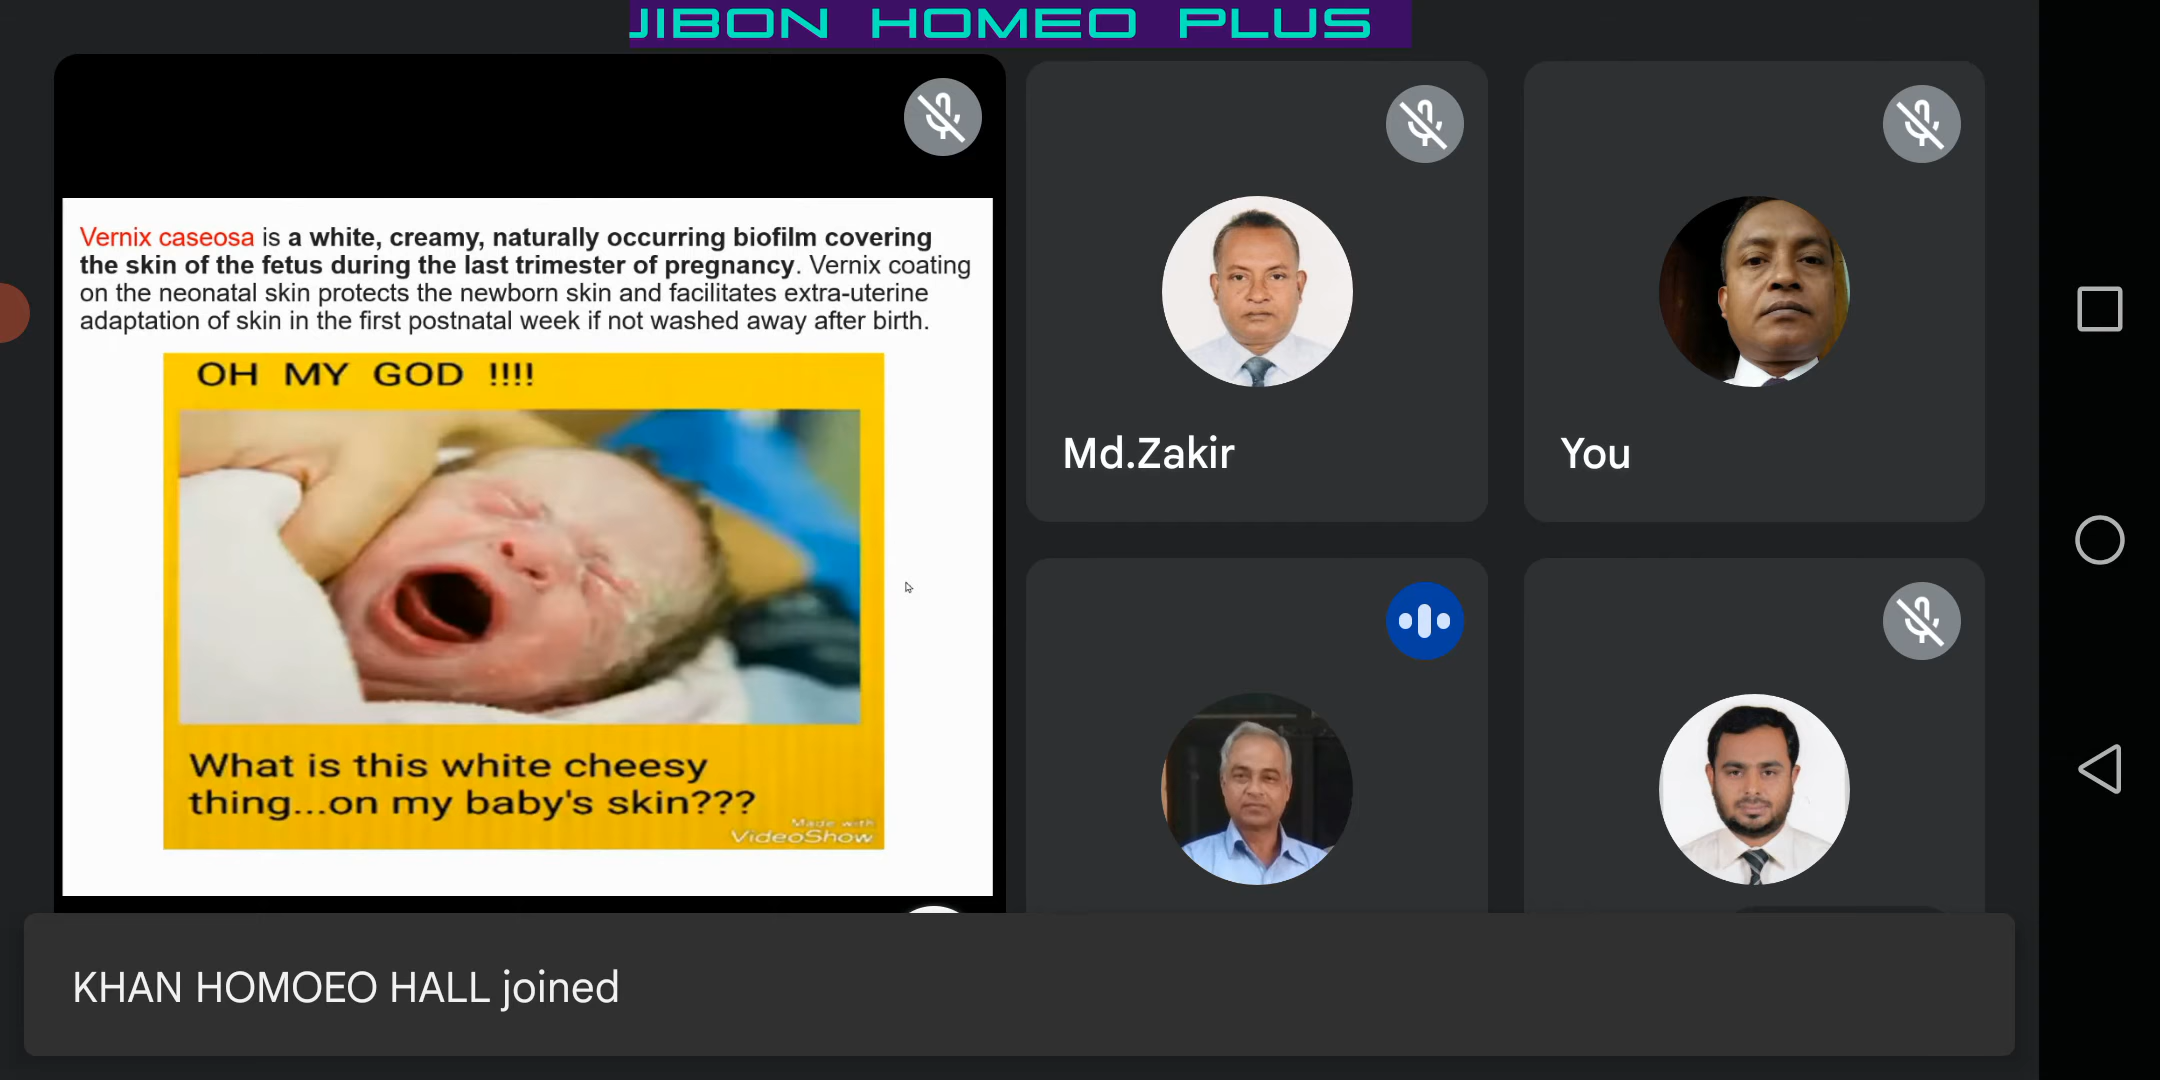 JIBON HOMEO PLUS
Vernix caseosa is a white, creamy, naturally occurring biofilm covering
the skin of the fetus during the last trimester of pregnancy. Vernix coating
on the neonatal skin protects the newborn skin and facilitates extra-uterine
adaptation of skin in the first postnatal week if not washed away after birth.
OH MY GOD !!!!
What is this white cheesy
thing...on my baby's skin???
Made with
VideoShow
Md.Zakir
You
KHAN HOMOEO HALL joined